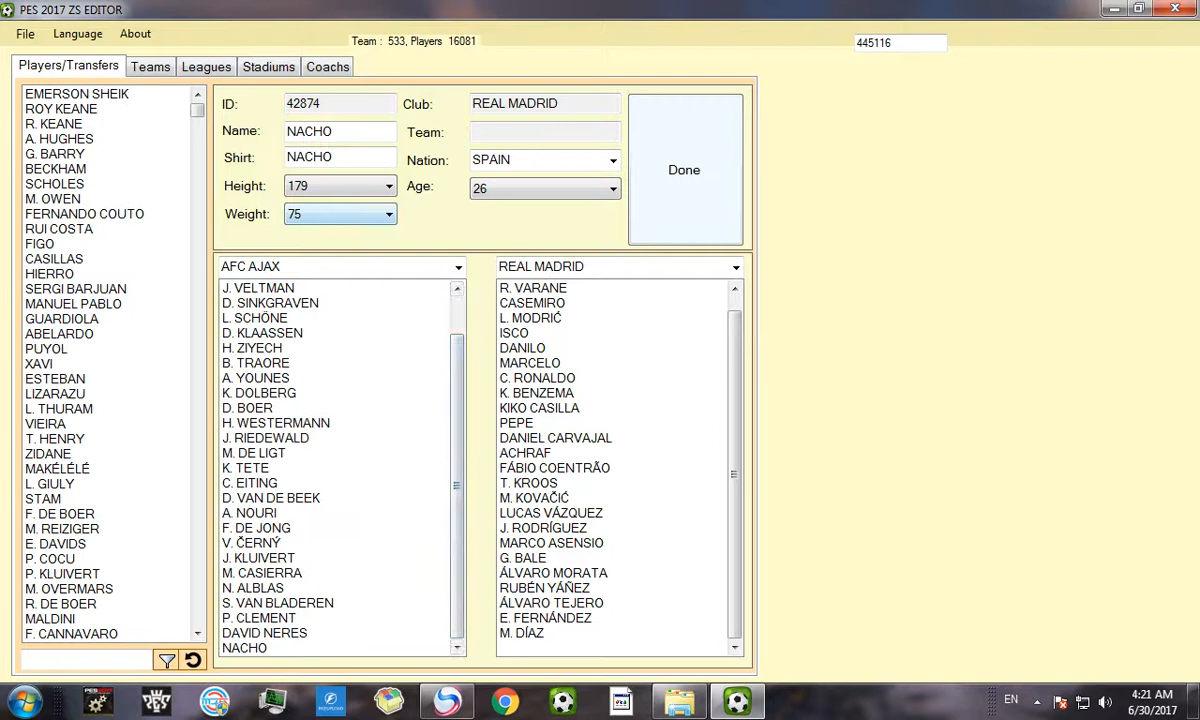 PES 2017 ZS EDITOR
File Language About
Team : 533, Players 16081
445116
Players/Transfers Teams Leagues Stadiums Coachs
EMERSON SHEIK
ROY KEANE
R. KEANE
A. HUGHES
G. BARRY
BECKHAM
SCHOLES
M. OWEN
FERNANDO COUTO
RUI COSTA
FIGO
CASILLAS
HIERRO
SERGI BARJUAN
MANUEL PABLO
GUARDIOLA
ABELARDO
PUYOL
XAVI
ESTEBAN
LIZARAZU
L. THURAM
VIEIRA
T. HENRY
ZIDANE
MAKÉLÉLÉ
L. GIULY
STAM
F. DE BOER
M. REIZIGER
E. DAVIDS
P. COCU
P. KLUIVERT
M. OVERMARS
R. DE BOER
MALDINI
F. CANNAVARO
ID: 42874 Club: REAL MADRID
Name: NACHO Team:
Shirt: NACHO Nation: SPAIN
Height: 179 Age: 26
Weight: 75
Done
AFC AJAX
J. VELTMAN
D. SINKGRAVEN
L. SCHÖNE
D. KLAASSEN
H. ZIYECH
B. TRAORE
A. YOUNES
K. DOLBERG
D. BOER
H. WESTERMANN
J. RIEDEWALD
M. DE LIGT
K. TETE
C. EITING
D. VAN DE BEEK
A. NOURI
F. DE JONG
V. ČERNÝ
J. KLUIVERT
M. CASIERRA
N. ALBLAS
S. VAN BLADEREN
P. CLEMENT
DAVID NERES
NACHO
REAL MADRID
R. VARANE
CASEMIRO
L. MODRIĆ
ISCO
DANILO
MARCELO
C. RONALDO
K. BENZEMA
KIKO CASILLA
PEPE
DANIEL CARVAJAL
ACHRAF
FÁBIO COENTRÃO
T. KROOS
M. KOVAČIĆ
LUCAS VÁZQUEZ
J. RODRÍGUEZ
MARCO ASENSIO
G. BALE
ÁLVARO MORATA
RUBÉN YÁÑEZ
ÁLVARO TEJERO
E. FERNÁNDEZ
M. DÍAZ
EN
4:21 AM
6/30/2017